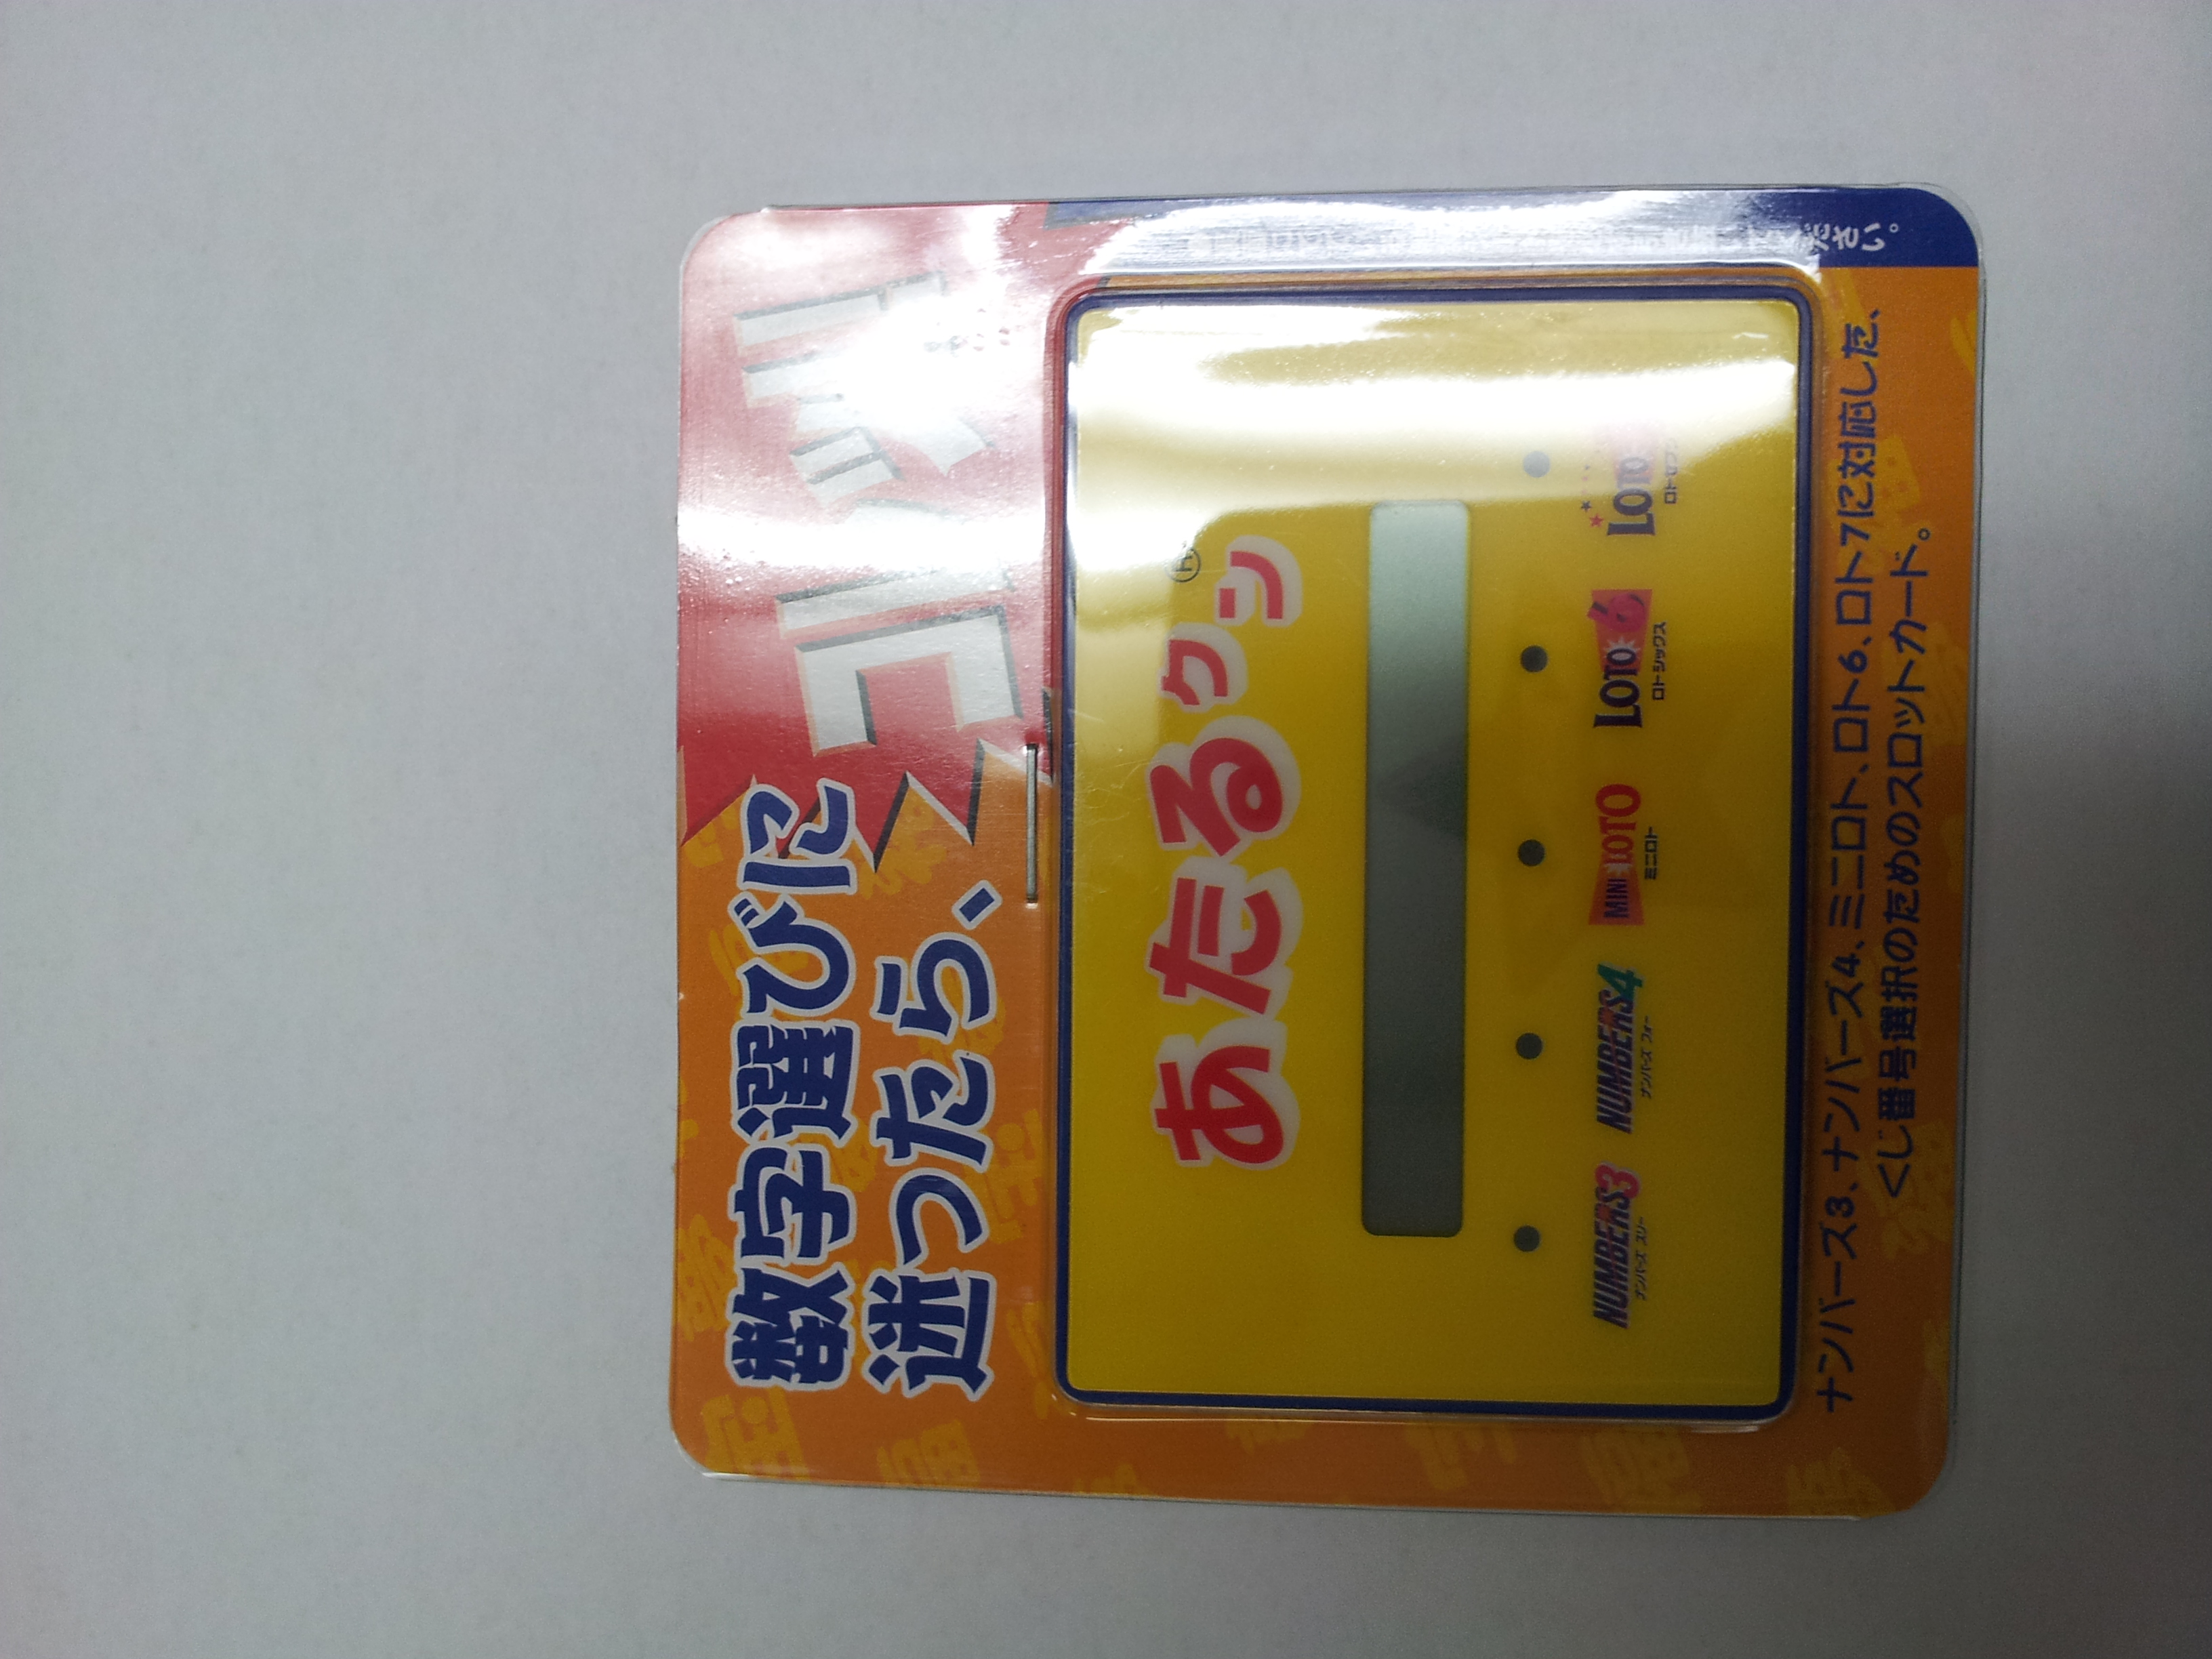 数字選びに
迷ったら、
コレ
あたるクン®
NUMBERS3
ナンバーズ スリー
NUMBERS4
ナンバーズ フォー
MINI LOTO
ミニロト
LOTO6
ロトシックス
LOTO
ロトセブン
ナンバーズ3、ナンバーズ4、ミニロト、ロト6、ロト7に対応した、
くじ番号選択のためのスロットカード。
ださい。